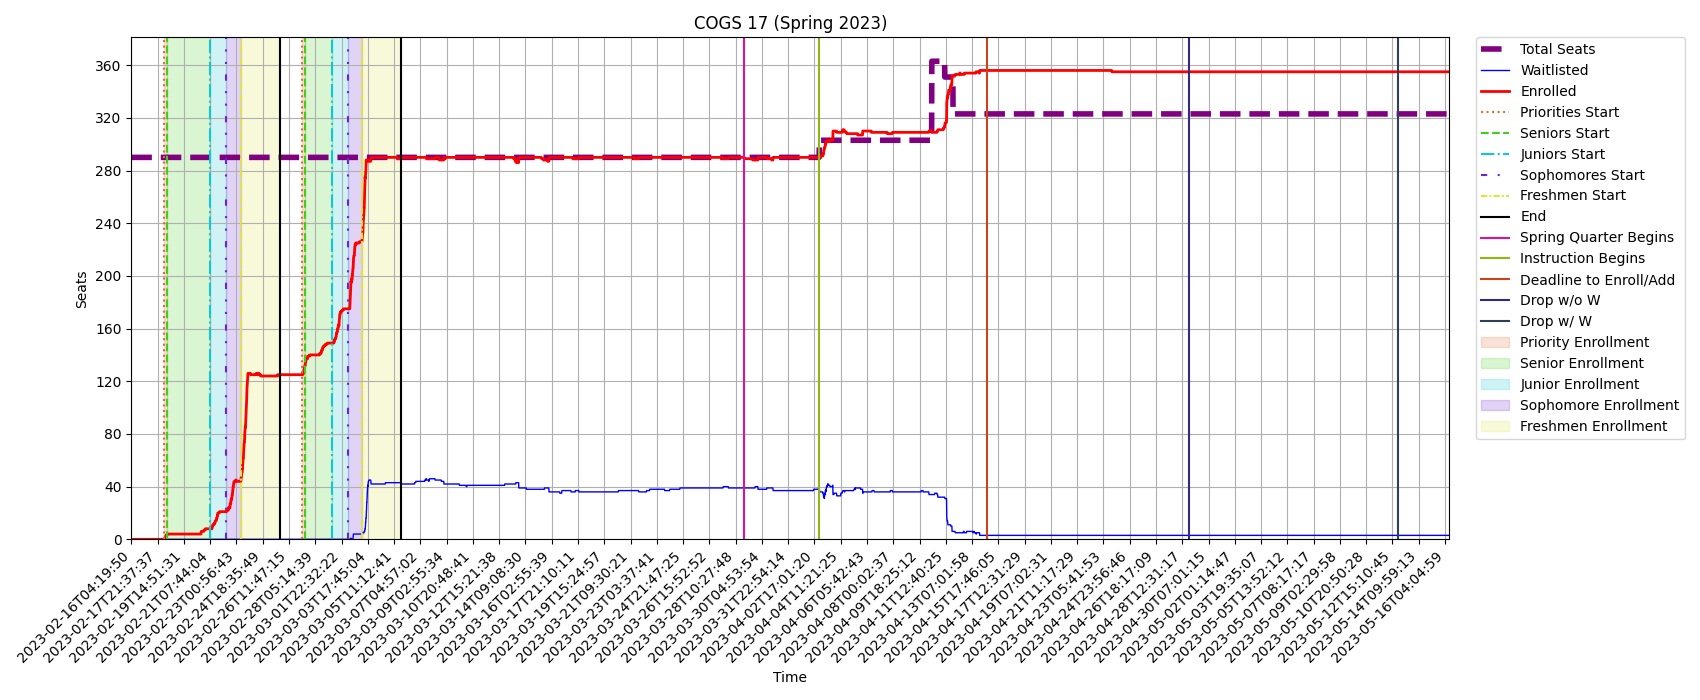 COGS 17 (Spring 2023)
Seats
360
320
280
240
200
160
120
80
40
0
2023-02-16T04:19:50
2023-02-17T21:37:37
2023-02-19T14:51:31
2023-02-21T07:44:04
2023-02-23T00:56:43
2023-02-24T18:35:49
2023-02-26T11:47:15
2023-02-28T05:14:39
2023-03-01T22:32:22
2023-03-03T17:45:04
2023-03-05T11:12:41
2023-03-07T04:57:02
2023-03-09T02:55:34
2023-03-10T20:48:41
2023-03-12T15:21:38
2023-03-14T09:08:30
2023-03-16T02:55:39
2023-03-17T21:10:11
2023-03-19T15:24:57
2023-03-21T09:30:21
2023-03-23T03:37:41
2023-03-24T21:47:25
2023-03-26T15:52:52
2023-03-28T10:27:48
2023-03-30T04:53:54
2023-03-31T22:54:14
2023-04-02T17:01:20
2023-04-04T11:21:25
2023-04-06T05:42:43
2023-04-08T00:02:37
2023-04-09T18:25:12
2023-04-11T12:40:25
2023-04-13T07:01:58
2023-04-15T17:46:05
2023-04-17T12:31:29
2023-04-19T07:02:31
2023-04-21T11:17:29
2023-04-23T05:41:53
2023-04-24T23:56:46
2023-04-26T18:17:09
2023-04-28T12:31:17
2023-04-30T07:01:15
2023-05-02T01:14:47
2023-05-03T19:35:07
2023-05-05T13:52:12
2023-05-07T08:17:17
2023-05-09T02:29:58
2023-05-10T20:50:28
2023-05-12T15:10:45
2023-05-14T09:59:13
2023-05-16T04:04:59
Time
Total Seats
Waitlisted
Enrolled
Priorities Start
Seniors Start
Juniors Start
Sophomores Start
Freshmen Start
End
Spring Quarter Begins
Instruction Begins
Deadline to Enroll/Add
Drop w/o W
Drop w/ W
Priority Enrollment
Senior Enrollment
Junior Enrollment
Sophomore Enrollment
Freshmen Enrollment